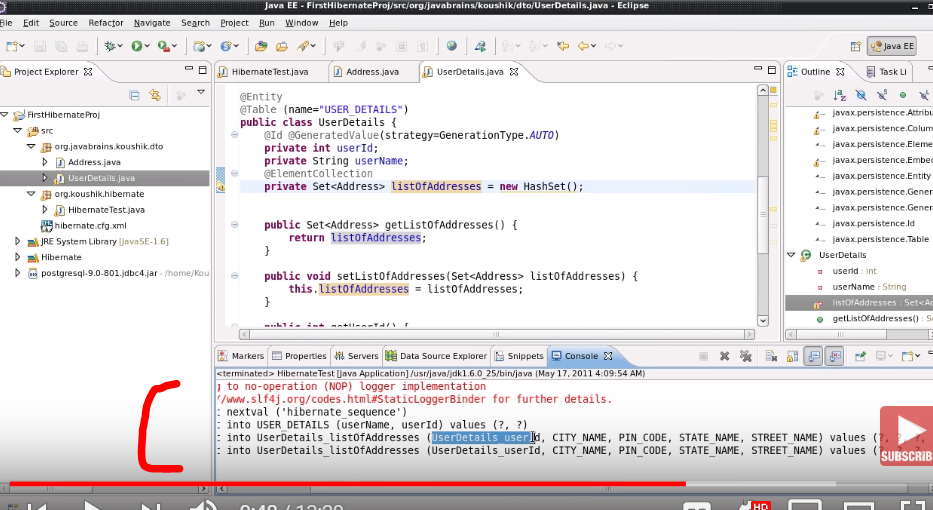 Java EE - FirstHibernateProj/src/org/javabrains/koushik/dto/UserDetails.java - Eclipse
File Edit Source Refactor Navigate Search Project Run Window Help
Java EE
Project Explorer
HibernateTest.java Address.java UserDetails.java
Outline Task Li
FirstHibernateProj
src
org.javabrains.koushik.dto
Address.java
UserDetails.java
org.koushik.hibernate
HibernateTest.java
hibernate.cfg.xml
JRE System Library [JavaSE-1.6]
Hibernate
postgresql-9.0-801.jdbc4.jar - /home/Kou
@Entity
@Table (name="USER_DETAILS")
public class UserDetails {
@Id @GeneratedValue(strategy=GenerationType.AUTO)
private int userId;
private String userName;
@ElementCollection
private Set<Address> listOfAddresses = new HashSet();
public Set<Address> getListOfAddresses() {
return listOfAddresses;
}
public void setListOfAddresses(Set<Address> listOfAddresses) {
this.listOfAddresses = listOfAddresses;
}
public int getUserId() {
javax.persistence.Attribu
javax.persistence.Colum
javax.persistence.Eleme
javax.persistence.Embe
javax.persistence.Entity
javax.persistence.Gener
javax.persistence.Gener
javax.persistence.Id
javax.persistence.Table
UserDetails
userId : int
userName : String
listOfAddresses : Set<Ad
getListOfAddresses() : S
Markers Properties Servers Data Source Explorer Snippets Console
<terminated> HibernateTest [Java Application] /usr/java/jdk1.6.0_25/bin/java (May 17, 2011 4:09:54 AM)
g to no-operation (NOP) logger implementation
/www.slf4j.org/codes.html#StaticLoggerBinder for further details.
: nextval ('hibernate_sequence')
: into USER_DETAILS (userName, userId) values (?, ?)
: into UserDetails_listOfAddresses (UserDetails_userId, CITY_NAME, PIN_CODE, STATE_NAME, STREET_NAME) values (?, ?, ?,
: into UserDetails_listOfAddresses (UserDetails_userId, CITY_NAME, PIN_CODE, STATE_NAME, STREET_NAME) values (?, ?, ?,
SUBSCRIB
HD